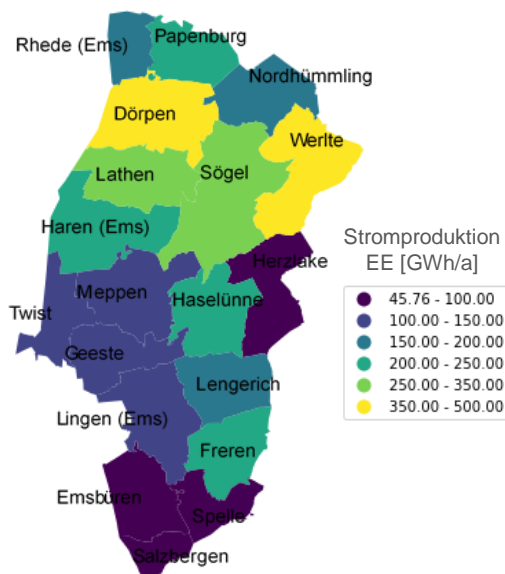 Papenburg
Rhede (Ems)
Nordhümmling
Dörpen
Werlte
Lathen
Sögel
Haren (Ems)
Herzlake
Meppen
Haselünne
Twist
Geeste
Lengerich
Lingen (Ems)
Freren
Emsbüren
Spelle
Salzbergen
Stromproduktion
EE [GWh/a]
45.76 - 100.00
100.00 - 150.00
150.00 - 200.00
200.00 - 250.00
250.00 - 350.00
350.00 - 500.00